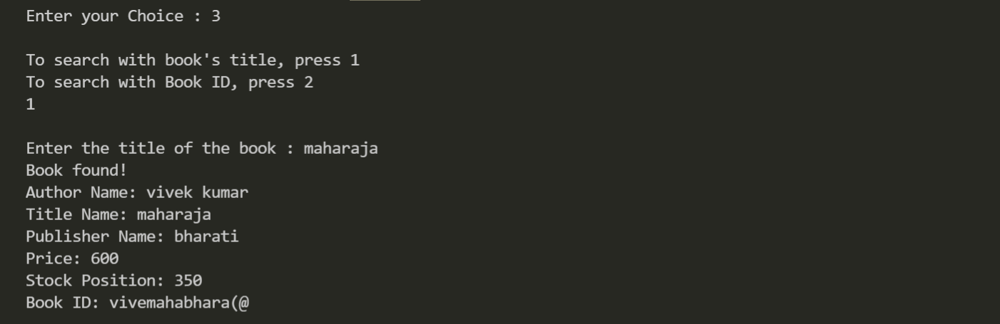 Enter your Choice : 3
To search with book's title, press 1
To search with Book ID, press 2
1
Enter the title of the book : maharaja
Book found!
Author Name: vivek kumar
Title Name: maharaja
Publisher Name: bharati
Price: 600
Stock Position: 350
Book ID: vivemahabhara(@